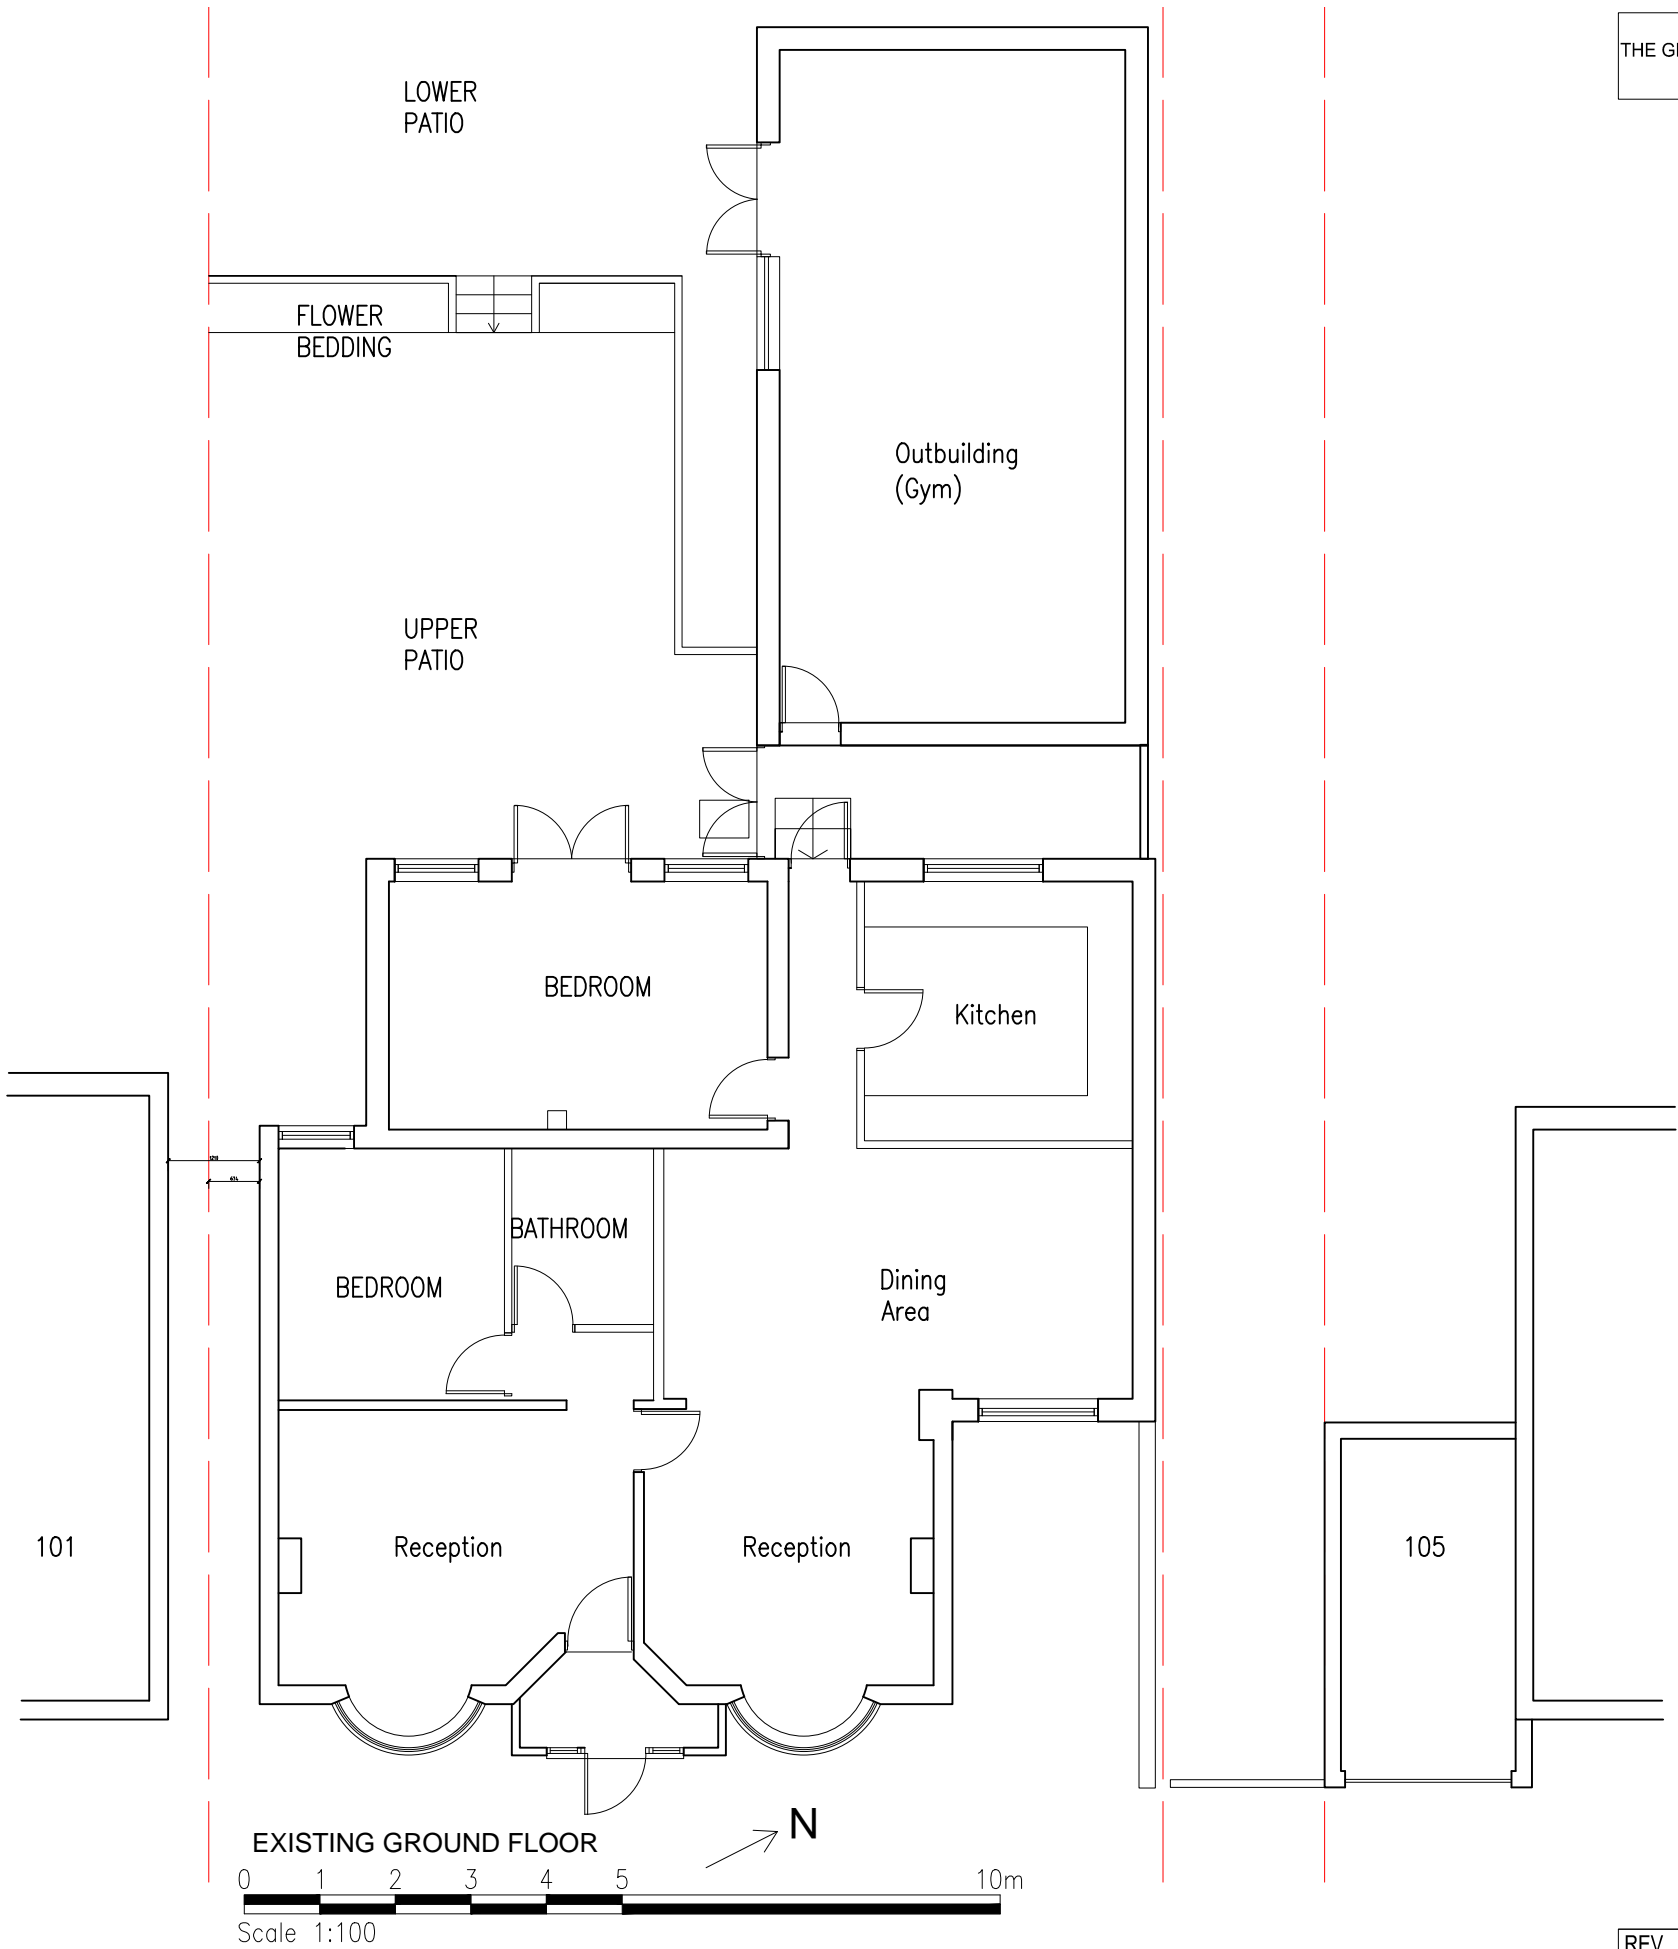 THE G
LOWER
PATIO
FLOWER
BEDDING
Outbuilding
(Gym)
UPPER
PATIO
BEDROOM
Kitchen
BATHROOM
BEDROOM
Dining
Area
101
Reception
Reception
105
N
EXISTING GROUND FLOOR
0 1 2 3 4 5 10m
Scale 1:100
REV